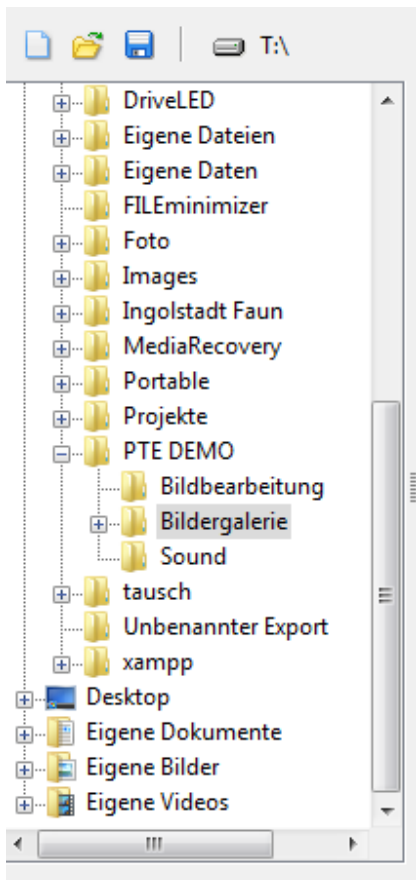 T:\
DriveLED
Eigene Dateien
Eigene Daten
FILEminimizer
Foto
Images
Ingolstadt Faun
MediaRecovery
Portable
Projekte
PTE DEMO
Bildbearbeitung
Bildergalerie
Sound
tausch
Unbenannter Export
xampp
Desktop
Eigene Dokumente
Eigene Bilder
Eigene Videos